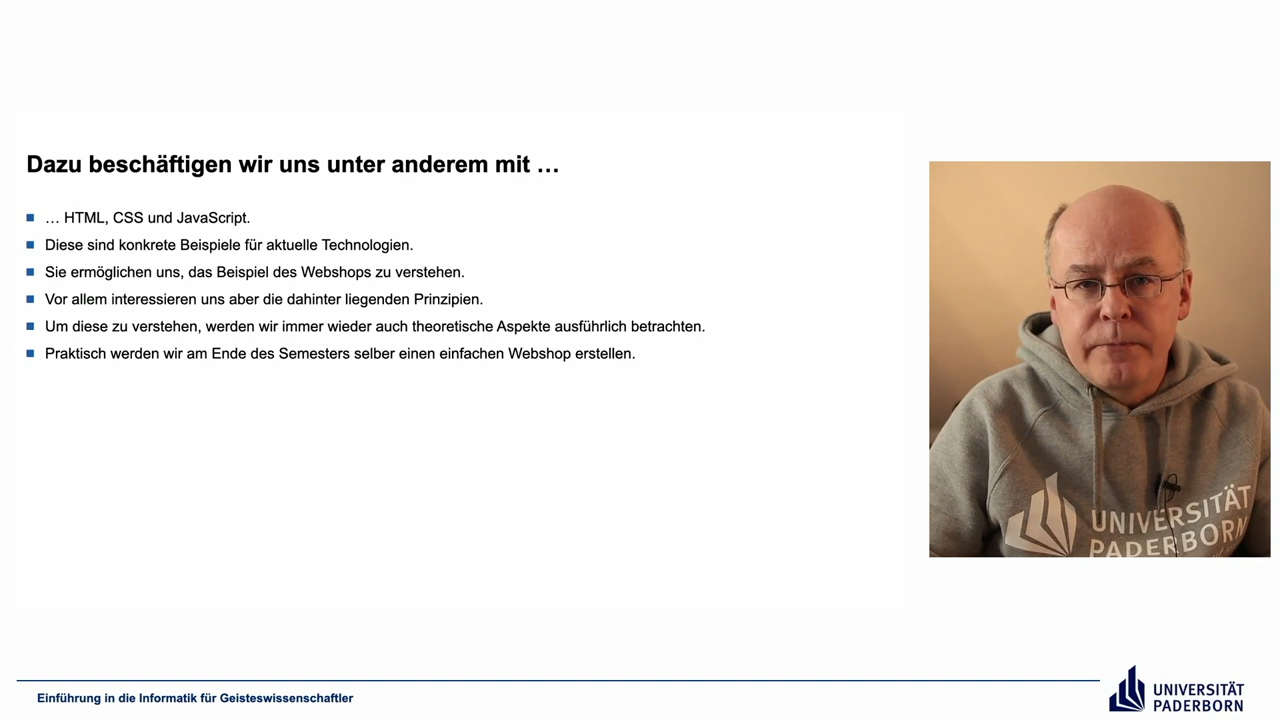 Dazu beschäftigen wir uns unter anderem mit …
… HTML, CSS und JavaScript.
Diese sind konkrete Beispiele für aktuelle Technologien.
Sie ermöglichen uns, das Beispiel des Webshops zu verstehen.
Vor allem interessieren uns aber die dahinter liegenden Prinzipien.
Um diese zu verstehen, werden wir immer wieder auch theoretische Aspekte ausführlich betrachten.
Praktisch werden wir am Ende des Semesters selber einen einfachen Webshop erstellen.
UNIVERSITÄT
PADERBORN
Einführung in die Informatik für Geisteswissenschaftler
UNIVERSITÄT
PADERBORN